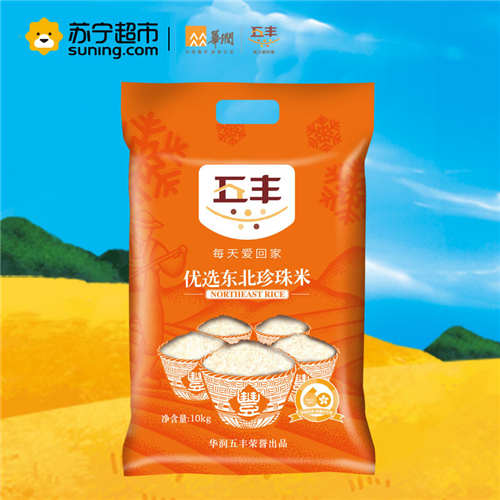 苏宁超市
suning.com
華潤
五丰
五丰
每天爱回家
优选东北珍珠米
NORTHEAST RICE
豐
净含量:10kg
华润五丰荣誉出品